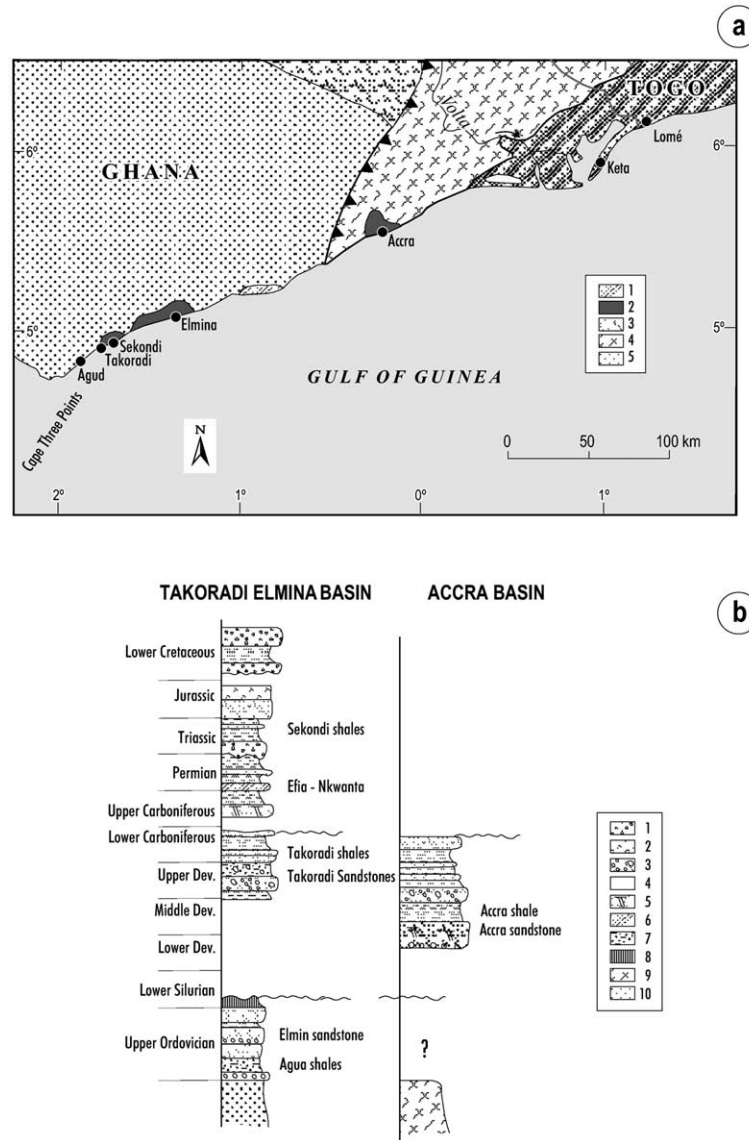 a
TOGO
Volta
Lomé
6°
6°
Keta
GHANA
Accra
1
2
3
4
5
Elmina
5°
5°
Sekondi
Takoradi
Agud
GULF OF GUINEA
Cape Three Points
N
0 50 100 km
2° 1° 0° 1°
b
TAKORADI ELMINA BASIN
ACCRA BASIN
Lower Cretaceous
Jurassic
Sekondi shales
Triassic
Permian
Efia - Nkwanta
Upper Carboniferous
Lower Carboniferous
Takoradi shales
Upper Dev.
Takoradi Sandstones
Middle Dev.
Accra shale
Accra sandstone
Lower Dev.
Lower Silurian
Elmin sandstone
Upper Ordovician
Agua shales
?
1
2
3
4
5
6
7
8
9
10